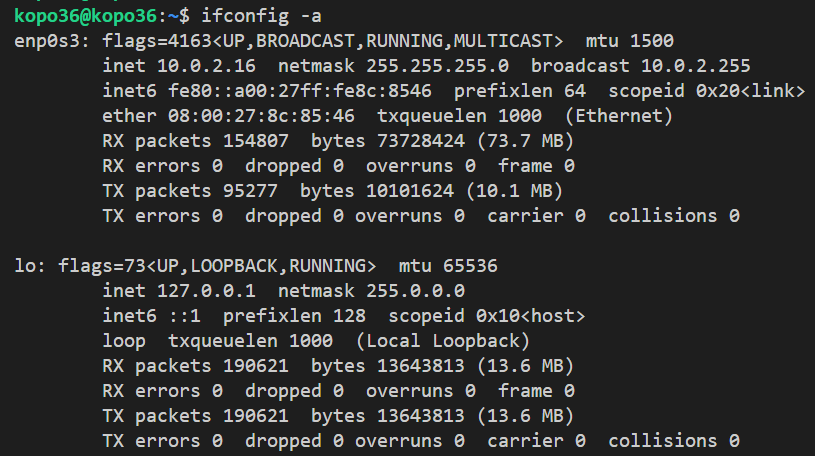 kopo36@kopo36:~$ ifconfig -a
enp0s3: flags=4163<UP,BROADCAST,RUNNING,MULTICAST>  mtu 1500
        inet 10.0.2.16  netmask 255.255.255.0  broadcast 10.0.2.255
        inet6 fe80::a00:27ff:fe8c:8546  prefixlen 64  scopeid 0x20<link>
        ether 08:00:27:8c:85:46  txqueuelen 1000  (Ethernet)
        RX packets 154807  bytes 73728424 (73.7 MB)
        RX errors 0  dropped 0  overruns 0  frame 0
        TX packets 95277  bytes 10101624 (10.1 MB)
        TX errors 0  dropped 0 overruns 0  carrier 0  collisions 0

lo: flags=73<UP,LOOPBACK,RUNNING>  mtu 65536
        inet 127.0.0.1  netmask 255.0.0.0
        inet6 ::1  prefixlen 128  scopeid 0x10<host>
        loop  txqueuelen 1000  (Local Loopback)
        RX packets 190621  bytes 13643813 (13.6 MB)
        RX errors 0  dropped 0  overruns 0  frame 0
        TX packets 190621  bytes 13643813 (13.6 MB)
        TX errors 0  dropped 0 overruns 0  carrier 0  collisions 0